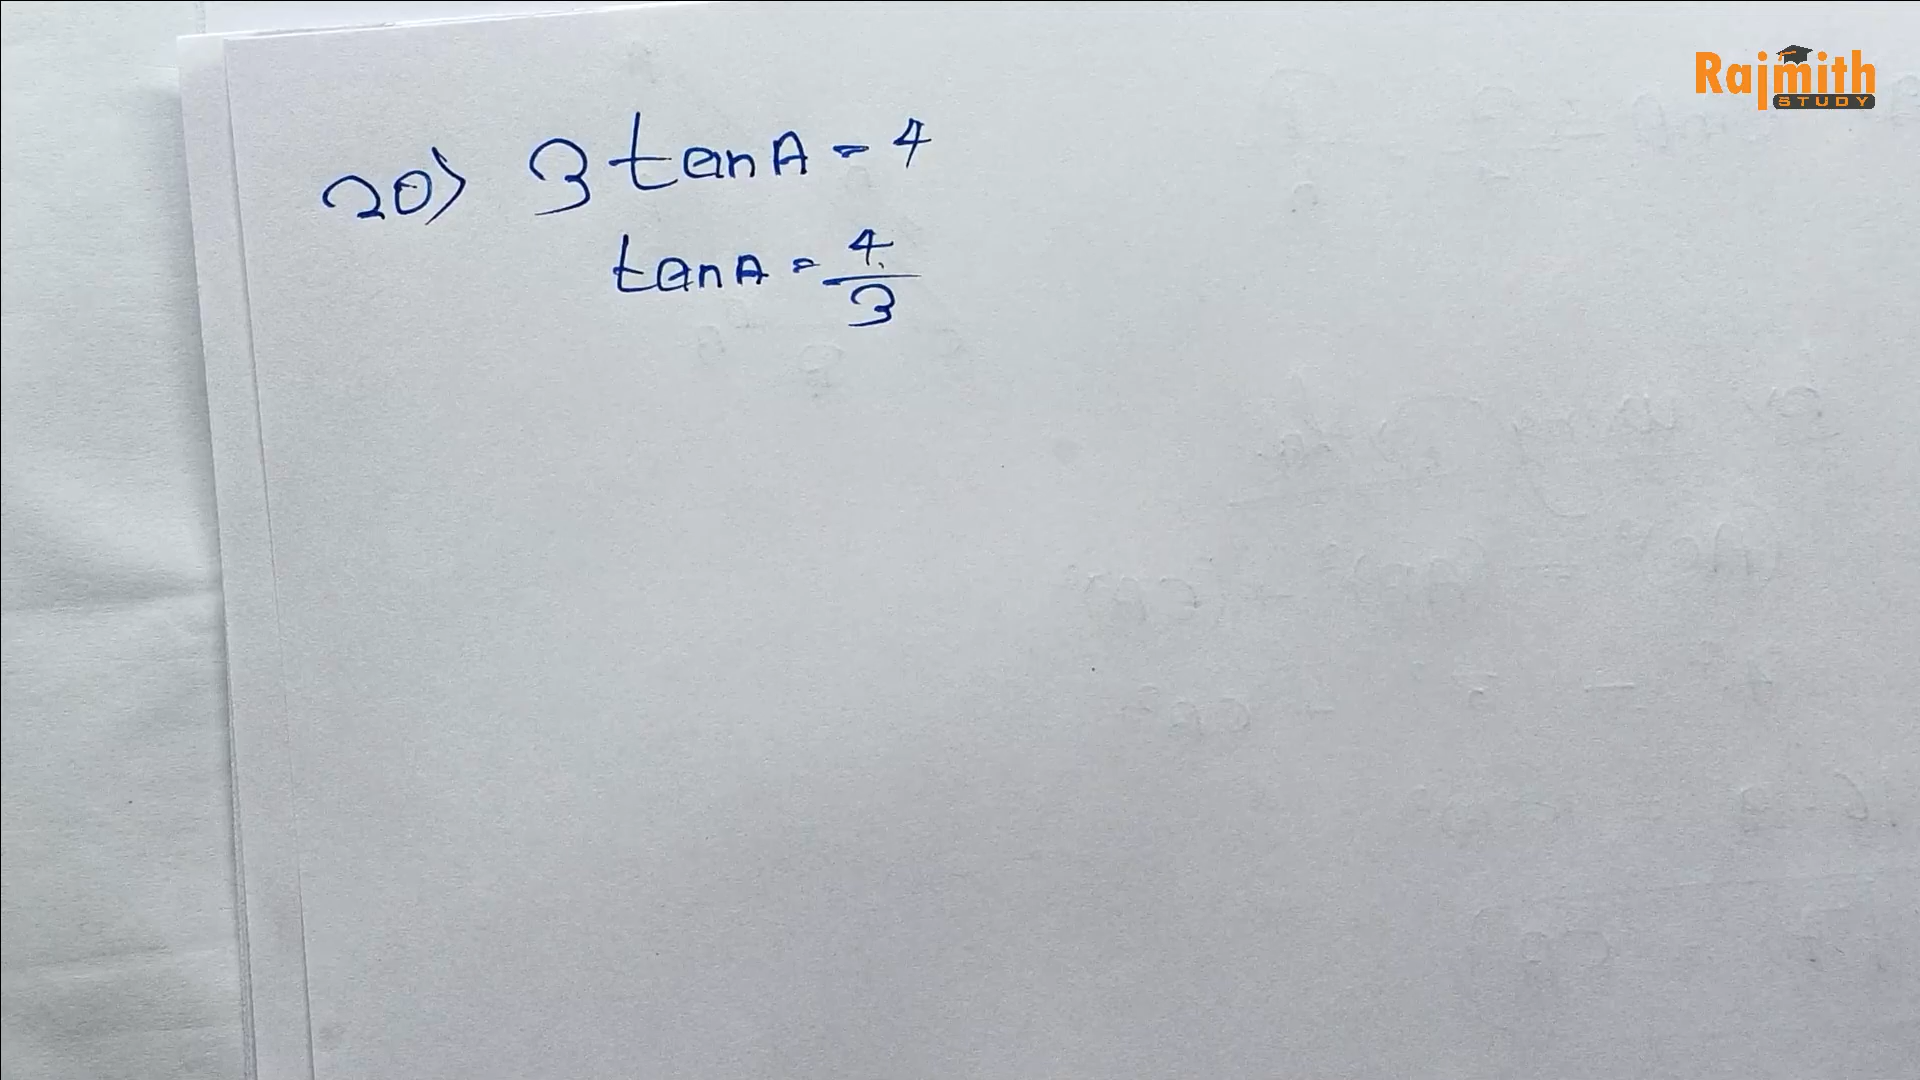 20) 3 tanA = 4
tanA = 4/3
Rajmith
STUDY